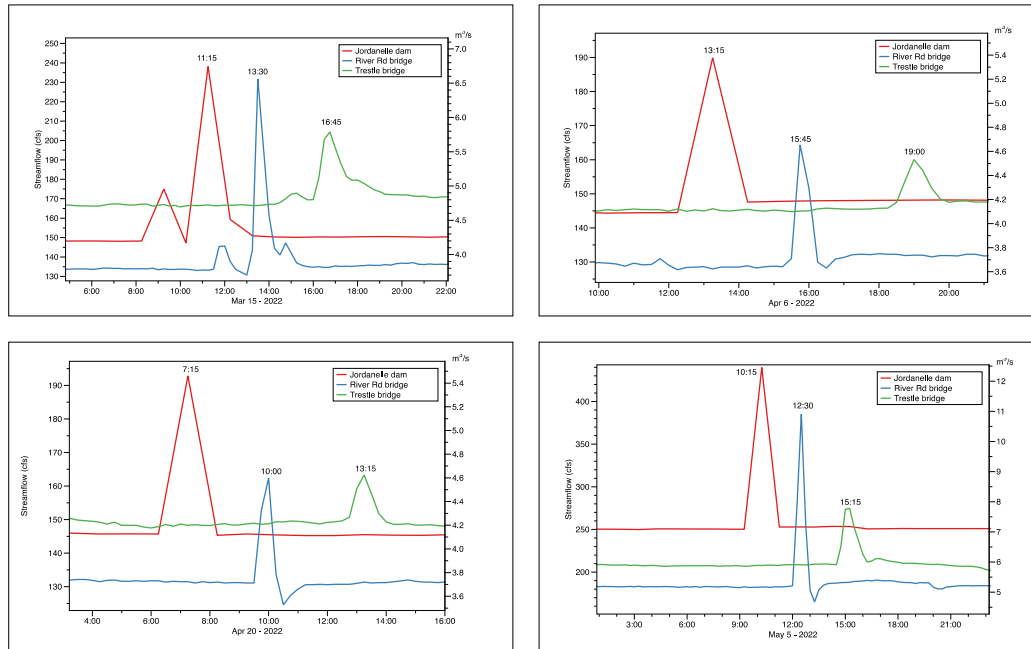 m³/s
250
240
230
220
210
200
190
180
170
160
150
140
130
Streamflow (cfs)
7.0
6.5
6.0
5.5
5.0
4.5
4.0
Jordanelle dam
River Rd bridge
Trestle bridge
11:15
13:30
16:45
6:00 8:00 10:00 12:00 14:00 16:00 18:00 20:00 22:00
Mar 15 - 2022
m³/s
190
180
170
160
150
140
130
Streamflow (cfs)
5.4
5.2
5.0
4.8
4.6
4.4
4.2
4.0
3.8
3.6
Jordanelle dam
River Rd bridge
Trestle bridge
13:15
15:45
19:00
10:00 12:00 14:00 16:00 18:00 20:00
Apr 6 - 2022
m³/s
190
180
170
160
150
140
130
Streamflow (cfs)
5.4
5.2
5.0
4.8
4.6
4.4
4.2
4.0
3.8
3.6
Jordanelle dam
River Rd bridge
Trestle bridge
7:15
10:00
13:15
4:00 6:00 8:00 10:00 12:00 14:00 16:00
Apr 20 - 2022
m³/s
400
350
300
250
200
Streamflow (cfs)
12
11
10
9
8
7
6
5
Jordanelle dam
River Rd bridge
Trestle bridge
10:15
12:30
15:15
3:00 6:00 9:00 12:00 15:00 18:00 21:00
May 5 - 2022